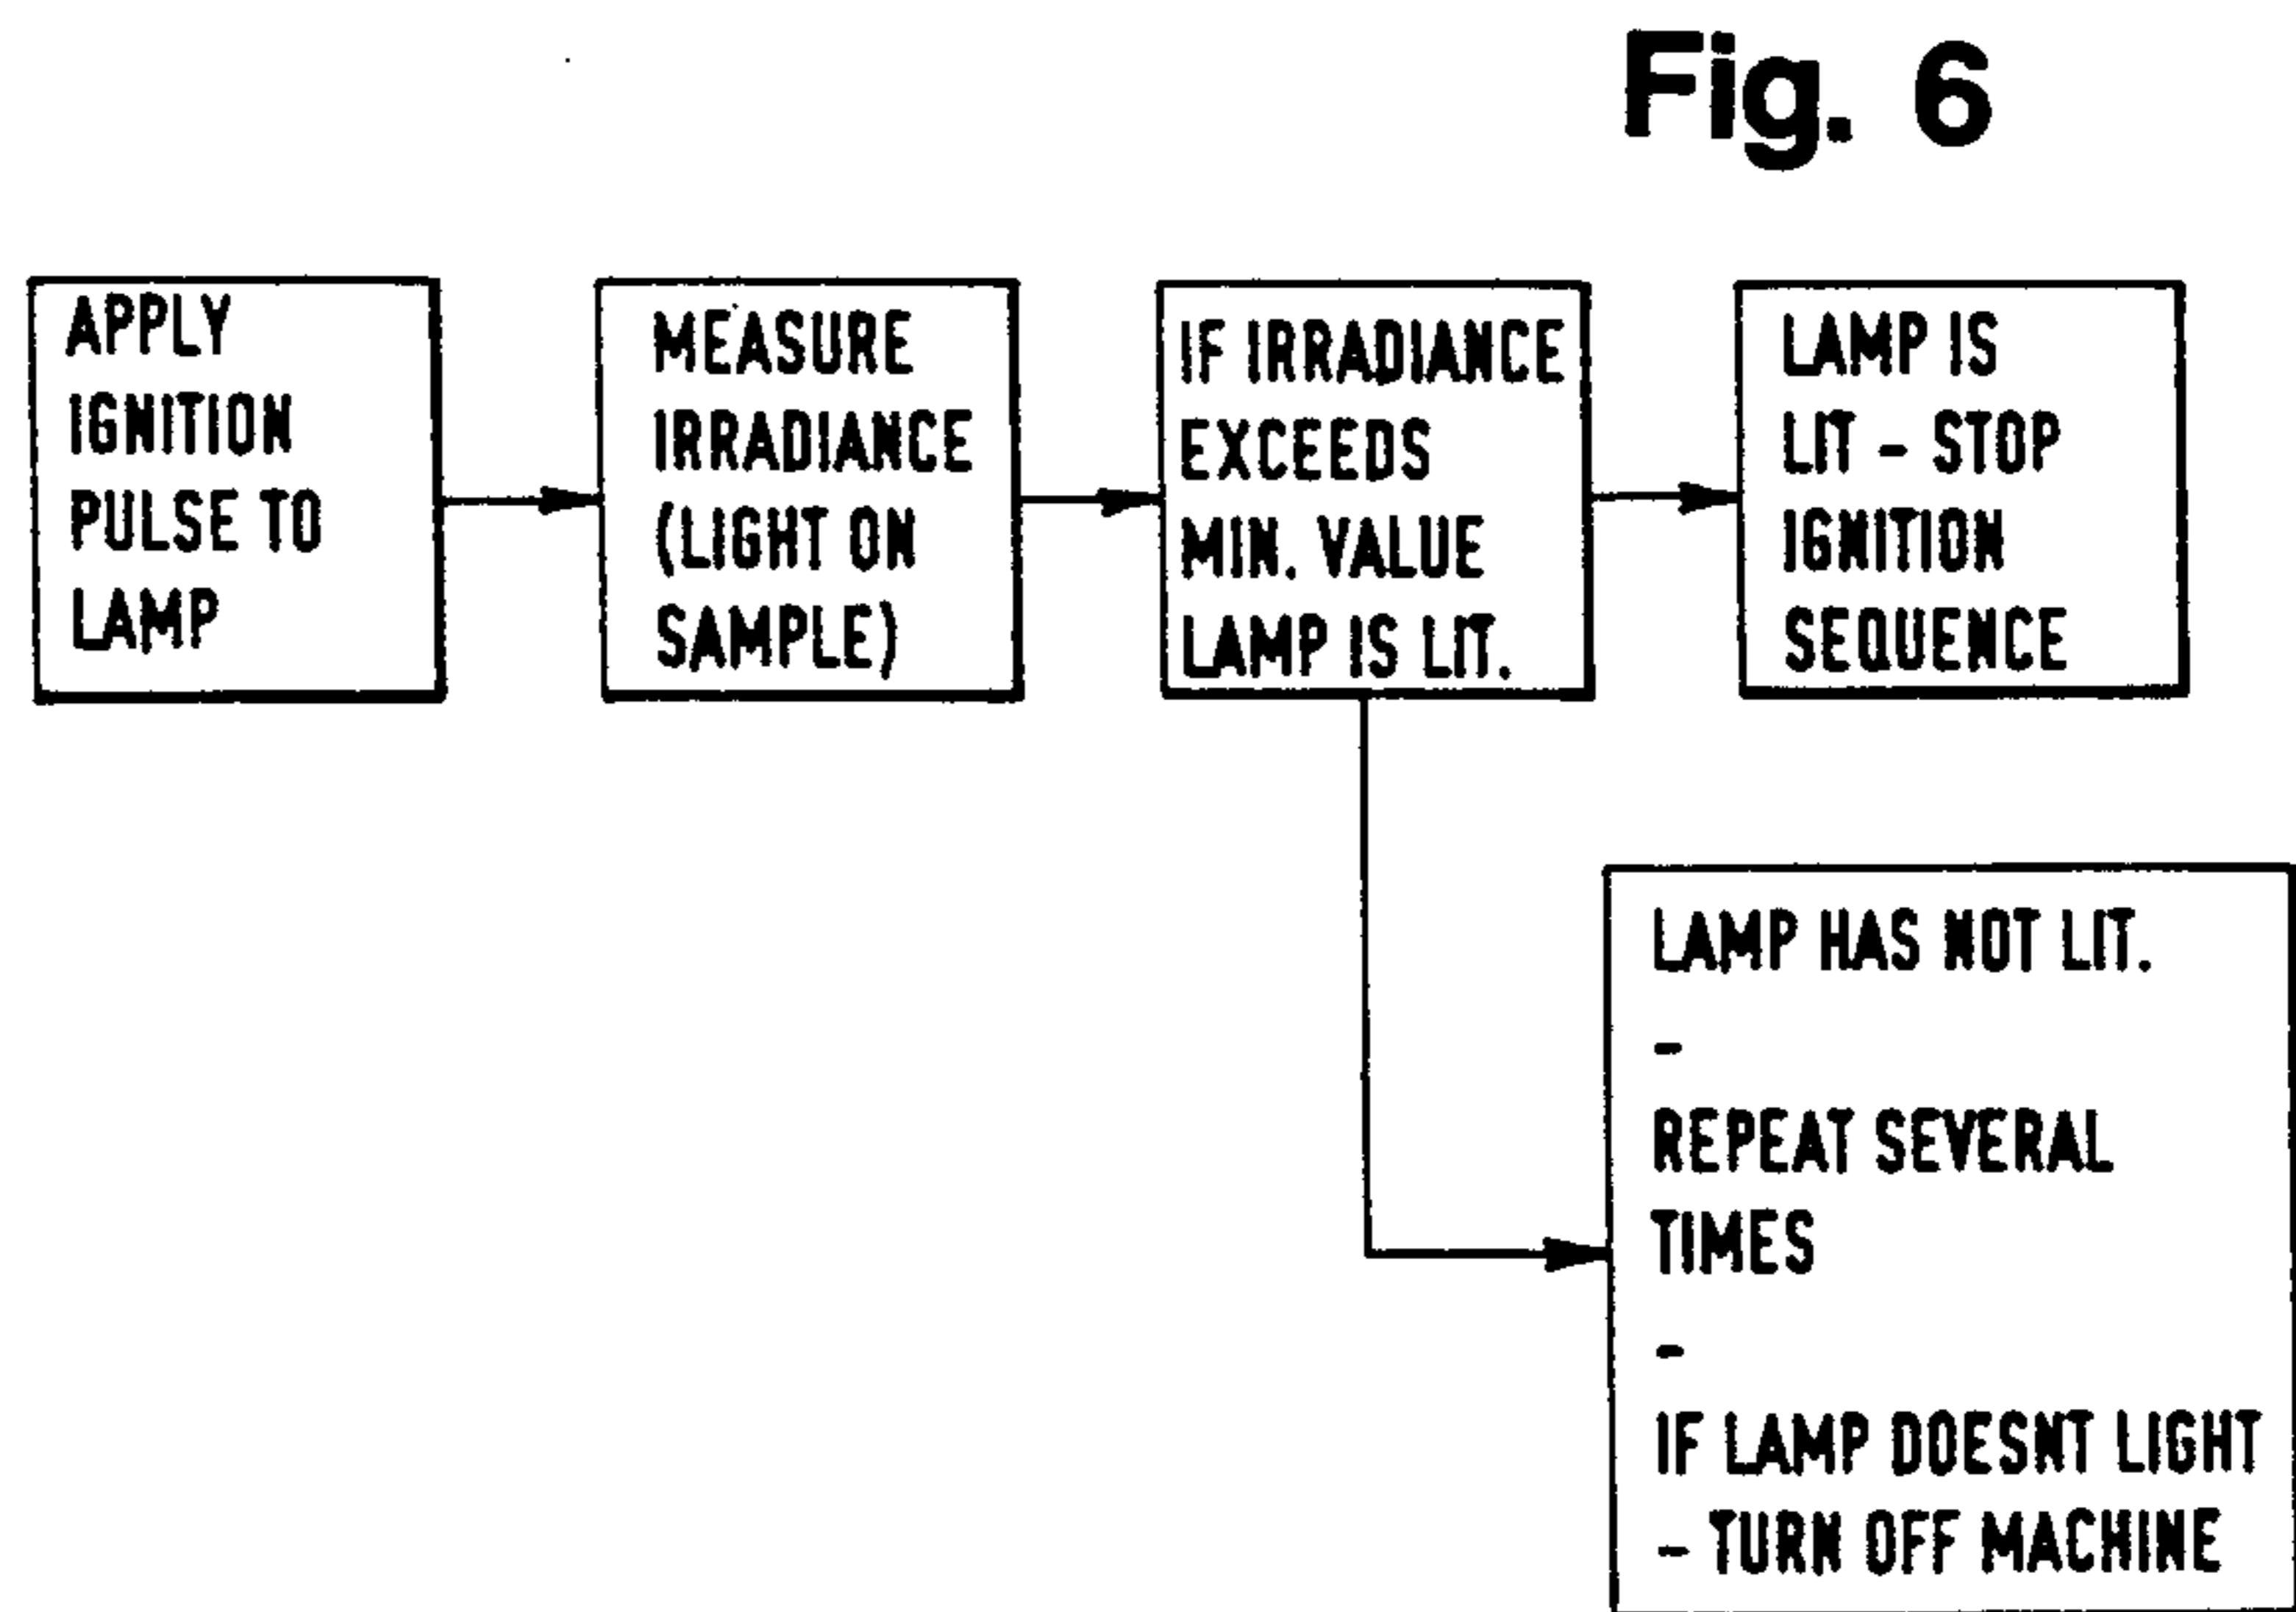 Fig. 6
APPLY
IGNITION
PULSE TO
LAMP
MEASURE
IRRADIANCE
(LIGHT ON
SAMPLE)
IF IRRADIANCE
EXCEEDS
MIN. VALUE
LAMP IS LIT.
LAMP IS
LIT - STOP
IGNITION
SEQUENCE
LAMP HAS NOT LIT.
-
REPEAT SEVERAL
TIMES
-
IF LAMP DOESNT LIGHT
- TURN OFF MACHINE